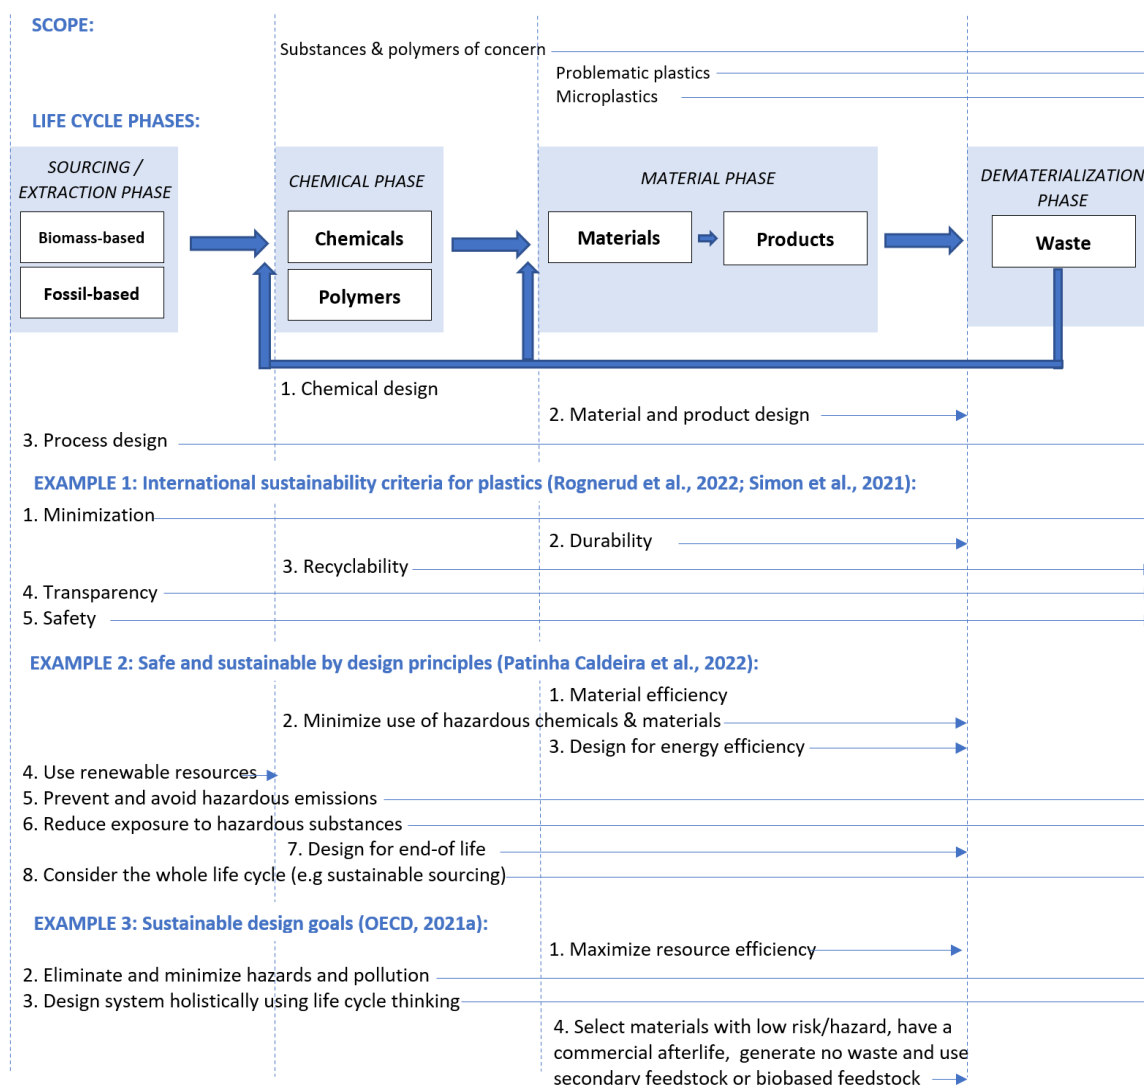 SCOPE:
Substances & polymers of concern
Problematic plastics
Microplastics
LIFE CYCLE PHASES:
SOURCING /
EXTRACTION PHASE
Biomass-based
Fossil-based
CHEMICAL PHASE
Chemicals
Polymers
MATERIAL PHASE
Materials
Products
DEMATERIALIZATION
PHASE
Waste
1. Chemical design
2. Material and product design
3. Process design
EXAMPLE 1: International sustainability criteria for plastics (Rognerud et al., 2022; Simon et al., 2021):
1. Minimization
2. Durability
3. Recyclability
4. Transparency
5. Safety
EXAMPLE 2: Safe and sustainable by design principles (Patinha Caldeira et al., 2022):
1. Material efficiency
2. Minimize use of hazardous chemicals & materials
3. Design for energy efficiency
4. Use renewable resources
5. Prevent and avoid hazardous emissions
6. Reduce exposure to hazardous substances
7. Design for end-of life
8. Consider the whole life cycle (e.g sustainable sourcing)
EXAMPLE 3: Sustainable design goals (OECD, 2021a):
1. Maximize resource efficiency
2. Eliminate and minimize hazards and pollution
3. Design system holistically using life cycle thinking
4. Select materials with low risk/hazard, have a
commercial afterlife, generate no waste and use
secondary feedstock or biobased feedstock